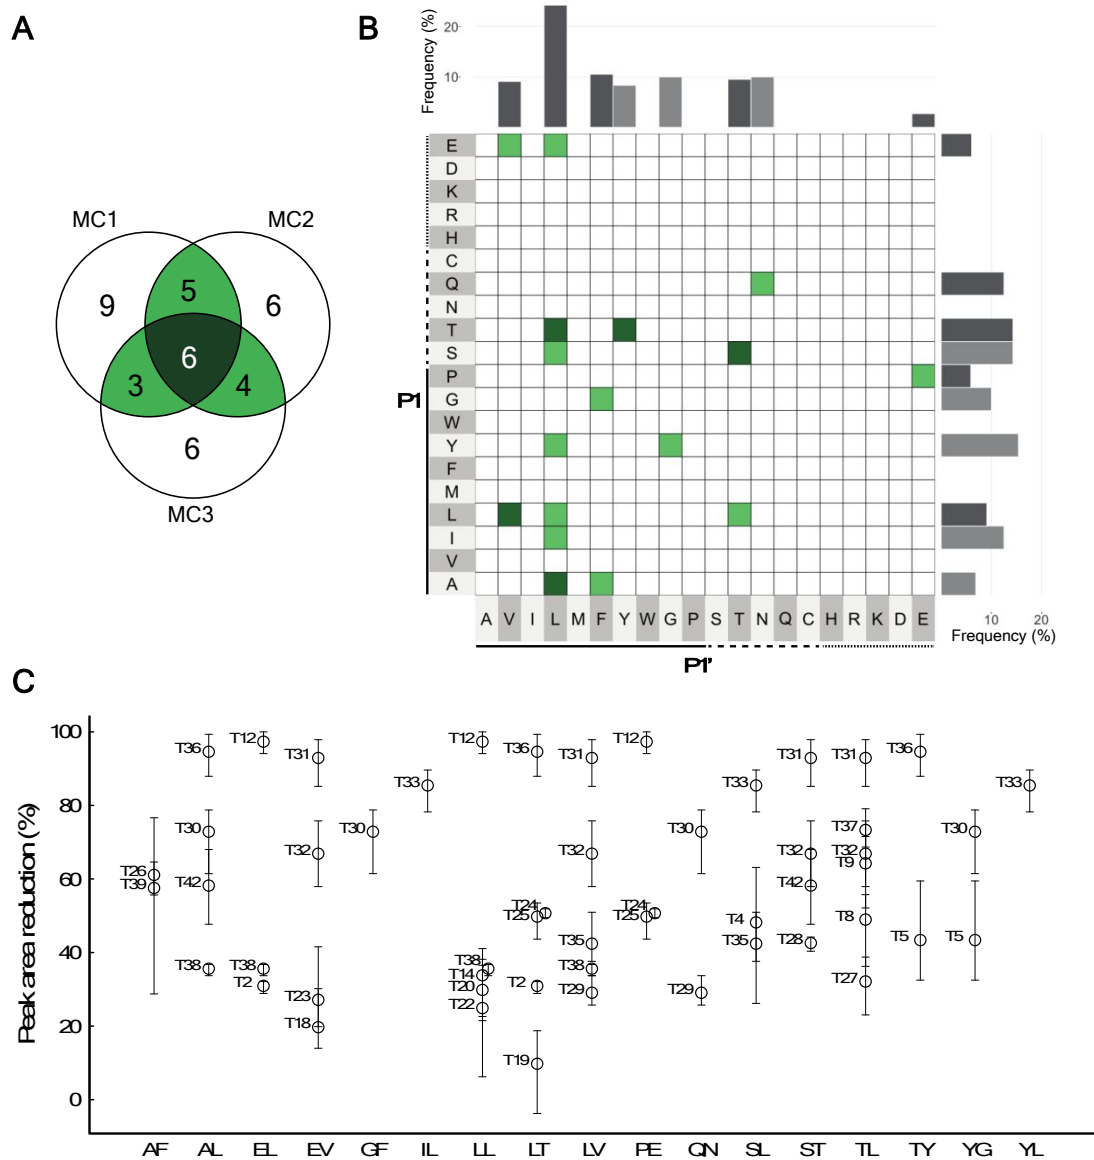 A
MC1
MC2
9
5
6
6
3
4
6
MC3
B
Frequency (%)
20
10
E
D
K
R
H
C
Q
N
T
S
P
G
W
Y
F
M
L
I
V
A
P1
A V I L M F Y W G P S T N Q C H R K D E
P1'
10 20
Frequency (%)
C
Peak area reduction (%)
100
80
60
40
20
0
T26
T39
T36
T30
T42
T38
T12
T38
T2
T31
T32
T23
T18
T30
T33
T12
T38
T14
T20
T22
T36
T24
T25
T2
T19
T31
T32
T35
T38
T29
T12
T24
T25
T30
T29
T33
T4
T35
T31
T32
T42
T28
T31
T37
T32
T9
T8
T27
T36
T5
T30
T5
T33
AF AL EL EV GF IL LL LT LV PE QN SL ST TL TY YG YL